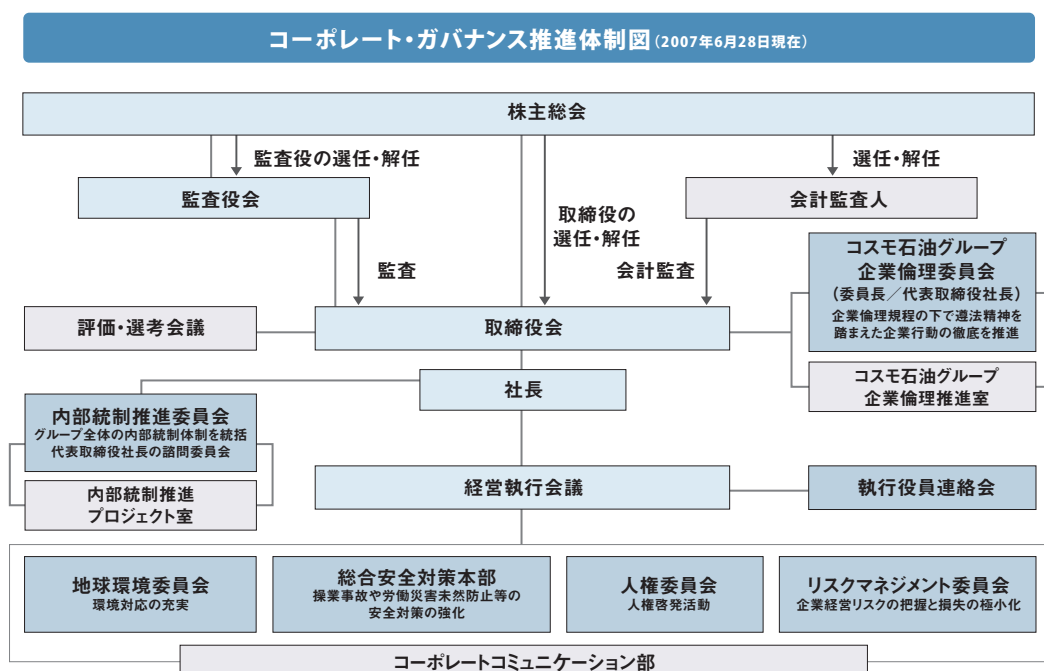 コーポレート・ガバナンス推進体制図(2007年6月28日現在)
株主総会
監査役の選任・解任
選任・解任
監査役会
会計監査人
取締役の
選任・解任
監査
会計監査
コスモ石油グループ
企業倫理委員会
(委員長/代表取締役社長)
企業倫理規程の下で遵法精神を
踏まえた企業行動の徹底を推進
評価・選考会議
取締役会
コスモ石油グループ
企業倫理推進室
社長
内部統制推進委員会
グループ全体の内部統制体制を統括
代表取締役社長の諮問委員会
内部統制推進
プロジェクト室
経営執行会議
執行役員連絡会
地球環境委員会
環境対応の充実
総合安全対策本部
操業事故や労働災害未然防止等の
安全対策の強化
人権委員会
人権啓発活動
リスクマネジメント委員会
企業経営リスクの把握と損失の極小化
コーポレートコミュニケーション部